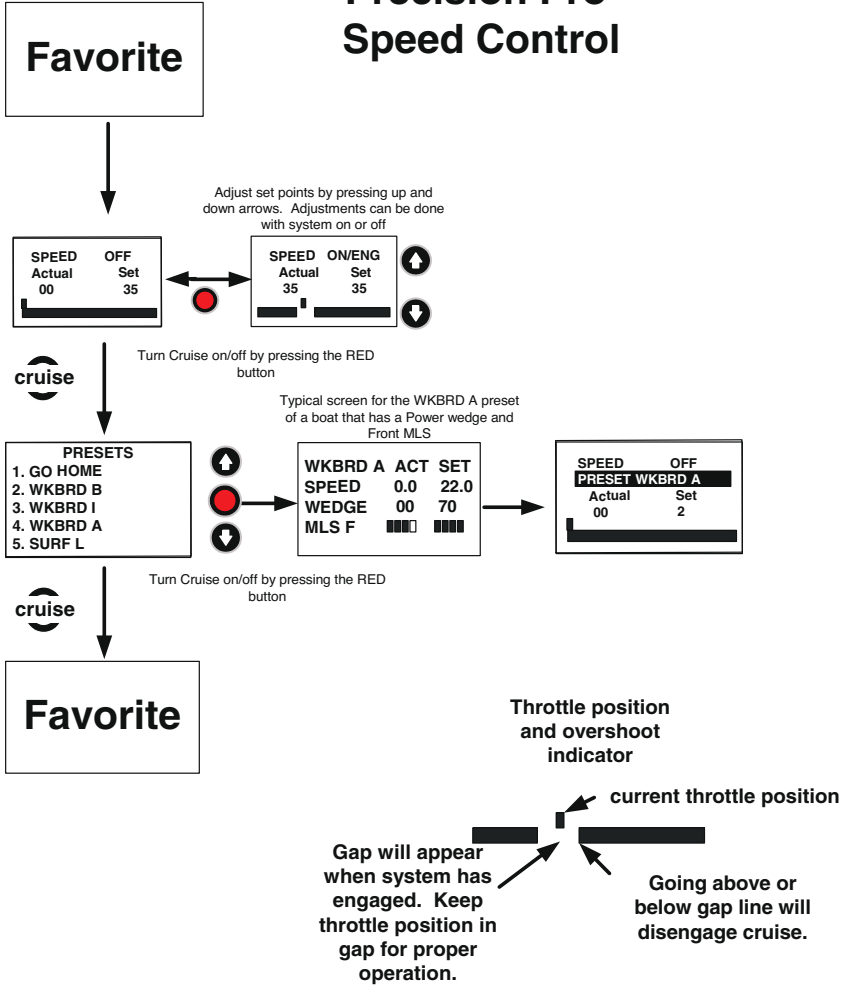 Precision Pro
Speed Control
Favorite
Adjust set points by pressing up and
down arrows. Adjustments can be done
with system on or off
SPEED OFF
Actual Set
00 35
SPEED ON/ENG
Actual Set
35 35
Turn Cruise on/off by pressing the RED
button
cruise
Typical screen for the WKBRD A preset
of a boat that has a Power wedge and
Front MLS
PRESETS
1. GO HOME
2. WKBRD B
3. WKBRD I
4. WKBRD A
5. SURF L
WKBRD A ACT SET
SPEED 0.0 22.0
WEDGE 00 70
MLS F
SPEED OFF
PRESET WKBRD A
Actual Set
00 2
Turn Cruise on/off by pressing the RED
button
cruise
Favorite
Throttle position
and overshoot
indicator
current throttle position
Gap will appear
when system has
engaged. Keep
throttle position in
gap for proper
operation.
Going above or
below gap line will
disengage cruise.